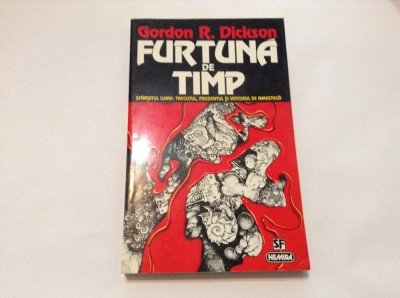 Gordon R. Dickson
FURTUNĂ
DE
TIMP
SFÂRȘITUL LUMII: TRECUTUL, PREZENTUL ȘI VIITORUL SE AMESTECĂ
SF
NEMIRA